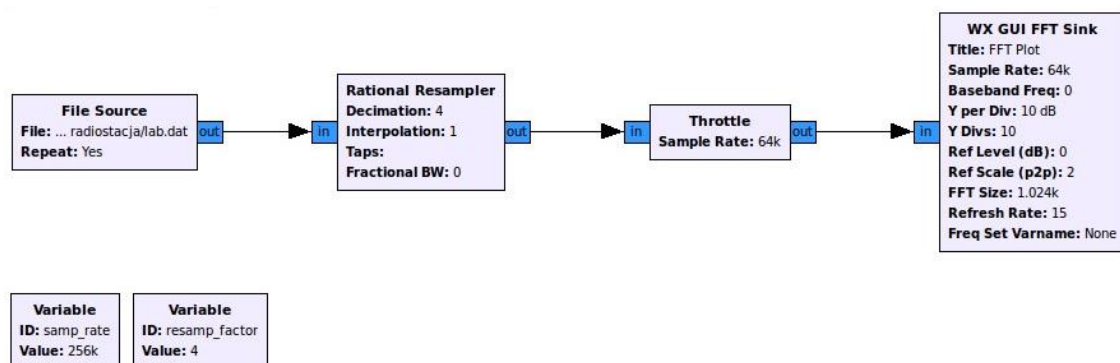 File Source
File: ... radiostacja/lab.dat
Repeat: Yes
out
in
Rational Resampler
Decimation: 4
Interpolation: 1
Taps:
Fractional BW: 0
out
in
Throttle
Sample Rate: 64k
out
in
WX GUI FFT Sink
Title: FFT Plot
Sample Rate: 64k
Baseband Freq: 0
Y per Div: 10 dB
Y Divs: 10
Ref Level (dB): 0
Ref Scale (p2p): 2
FFT Size: 1.024k
Refresh Rate: 15
Freq Set Varname: None
Variable
ID: samp_rate
Value: 256k
Variable
ID: resamp_factor
Value: 4